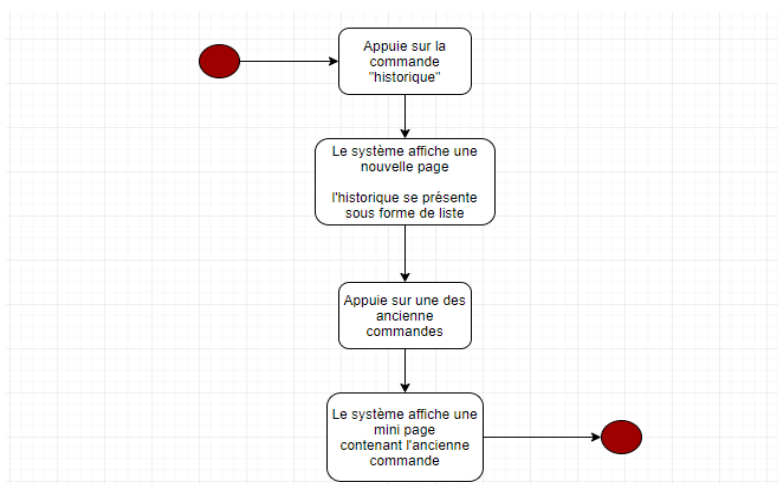 Appuie sur la
commande
"historique"
Le système affiche une
nouvelle page
l'historique se présente
sous forme de liste
Appuie sur une des
ancienne
commandes
Le système affiche une
mini page
contenant l'ancienne
commande